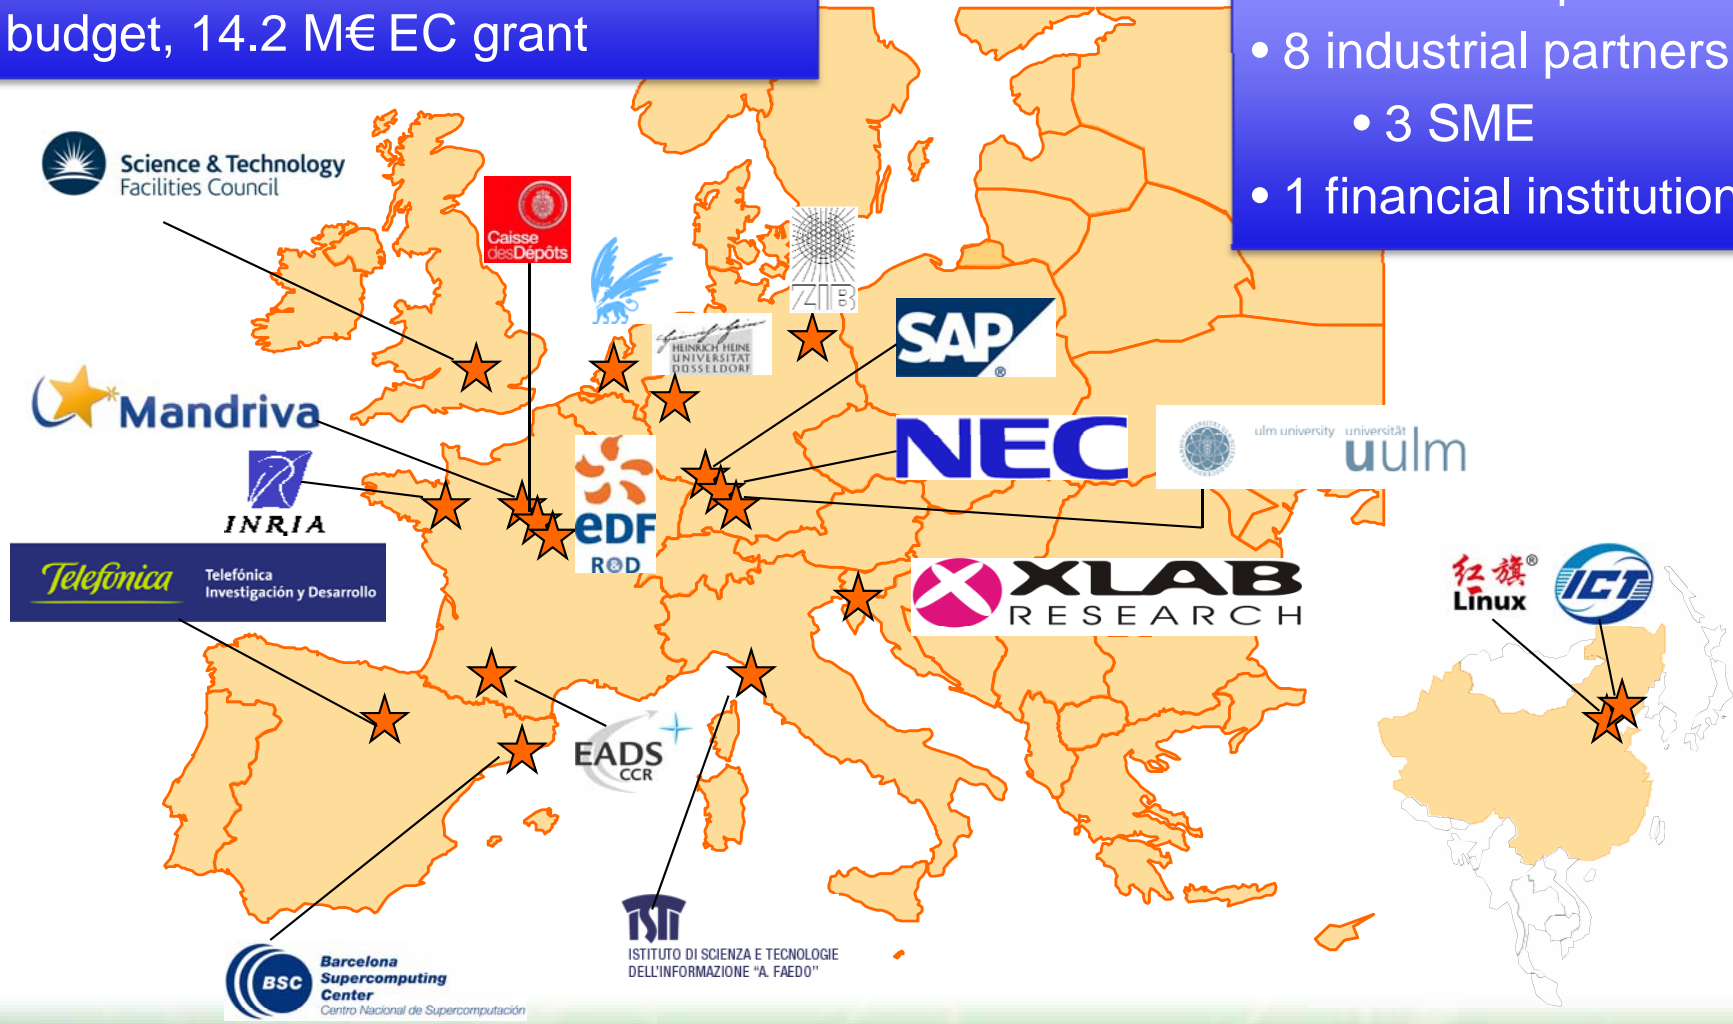 budget, 14.2 M€ EC grant
• 8 industrial partners
• 3 SME
• 1 financial institution
Science & Technology
Facilities Council
Caisse
desDépôts
ZIB
HEINRICH HEINE
UNIVERSITÄT
DÜSSELDORF
SAP®
Mandriva
NEC
ulm university universität
uulm
INRIA
eDF
R&D
Telefónica
Telefónica
Investigación y Desarrollo
XLAB
RESEARCH
红旗®
Linux
ICT
EADS
CCR
ISTI
ISTITUTO DI SCIENZA E TECNOLOGIE
DELL'INFORMAZIONE “A. FAEDO”
BSC
Barcelona
Supercomputing
Center
Centro Nacional de Supercomputación